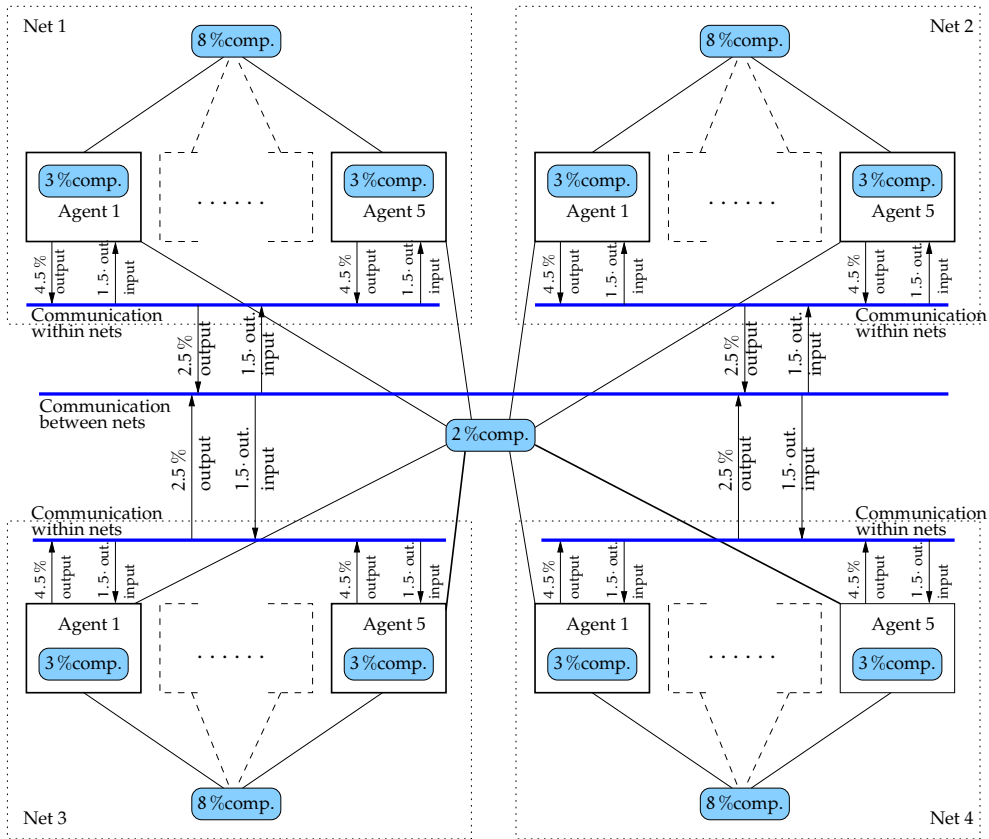 Net 1
8 %comp.
3 %comp.
Agent 1
. . . . . .
3 %comp.
Agent 5
4.5 %
output
1.5· out.
input
4.5 %
output
1.5· out.
input
Communication
within nets
Net 2
8 %comp.
3 %comp.
Agent 1
. . . . . .
3 %comp.
Agent 5
4.5 %
output
1.5· out.
input
4.5 %
output
1.5· out.
input
Communication
within nets
2.5 %
output
1.5· out.
input
2.5 %
output
1.5· out.
input
Communication
between nets
2 %comp.
2.5 %
output
1.5· out.
input
2.5 %
output
1.5· out.
input
Communication
within nets
4.5 %
output
1.5· out.
input
4.5 %
output
1.5· out.
input
Agent 1
3 %comp.
. . . . . .
Agent 5
3 %comp.
8 %comp.
Net 3
Communication
within nets
4.5 %
output
1.5· out.
input
4.5 %
output
1.5· out.
input
Agent 1
3 %comp.
. . . . . .
Agent 5
3 %comp.
8 %comp.
Net 4